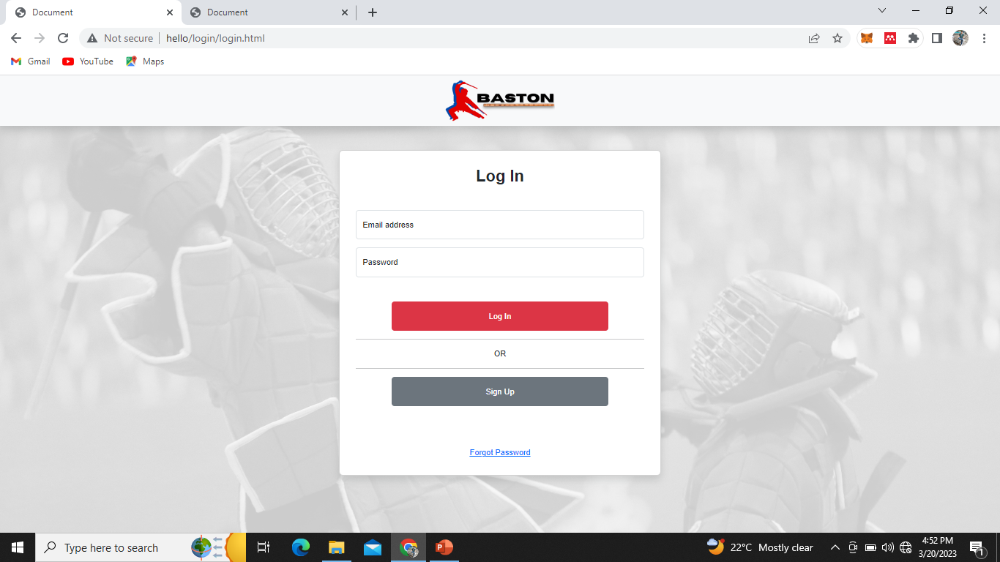 Document
Document
Not secure
hello/login/login.html
Gmail
YouTube
Maps
BASTON
Log In
Email address
Password
Log In
OR
Sign Up
Forgot Password
Type here to search
22°C Mostly clear
4:52 PM
3/20/2023
1